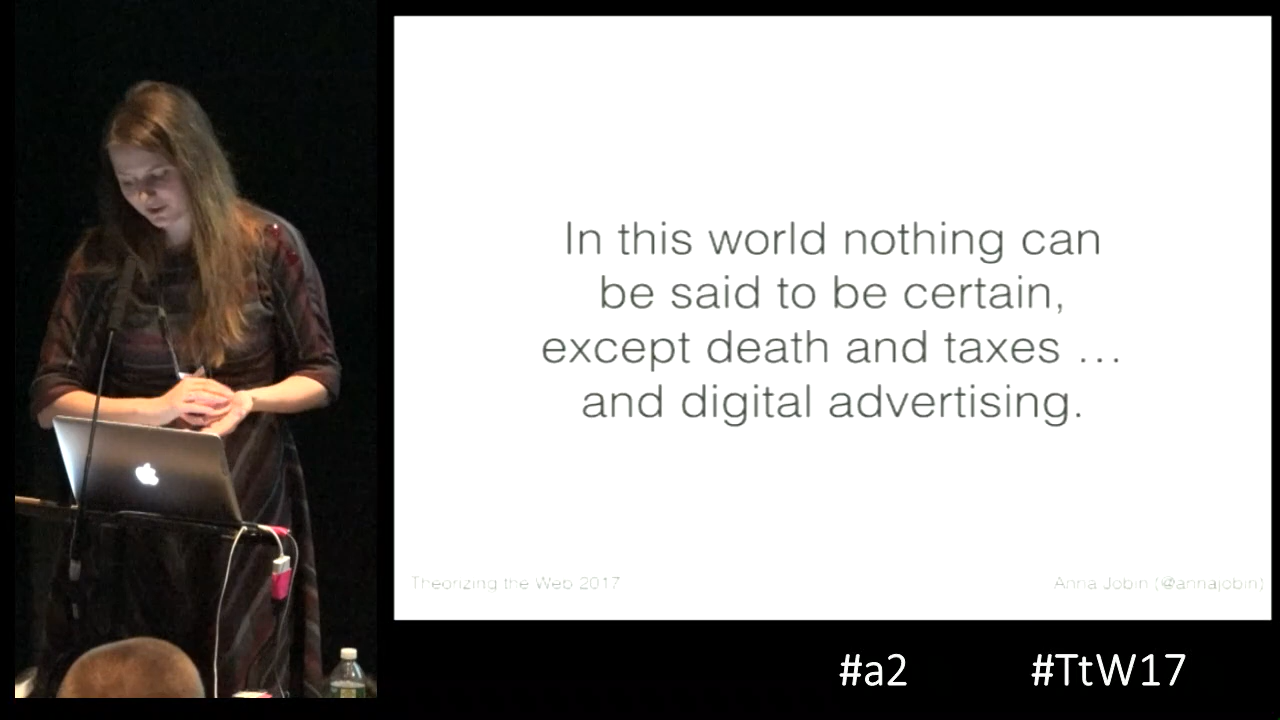 In this world nothing can
be said to be certain,
except death and taxes ...
and digital advertising.
Theorizing the Web 2017
Anna Jobin (@annajobin)
#a2
#TtW17